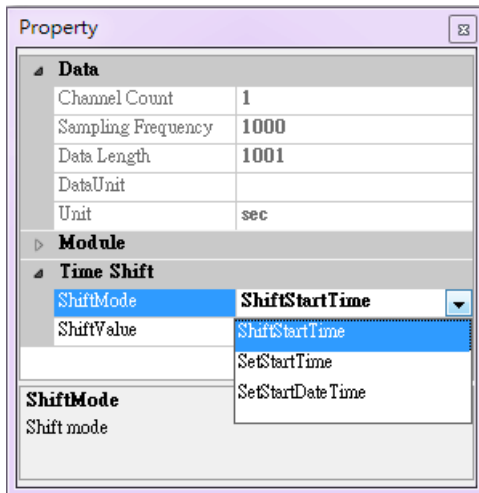 Property
Data
Channel Count 1
Sampling Frequency 1000
Data Length 1001
DataUnit
Unit sec
Module
Time Shift
ShiftMode ShiftStartTime
ShiftValue ShiftStartTime
SetStartTime
SetStartDateTime
ShiftMode
Shift mode